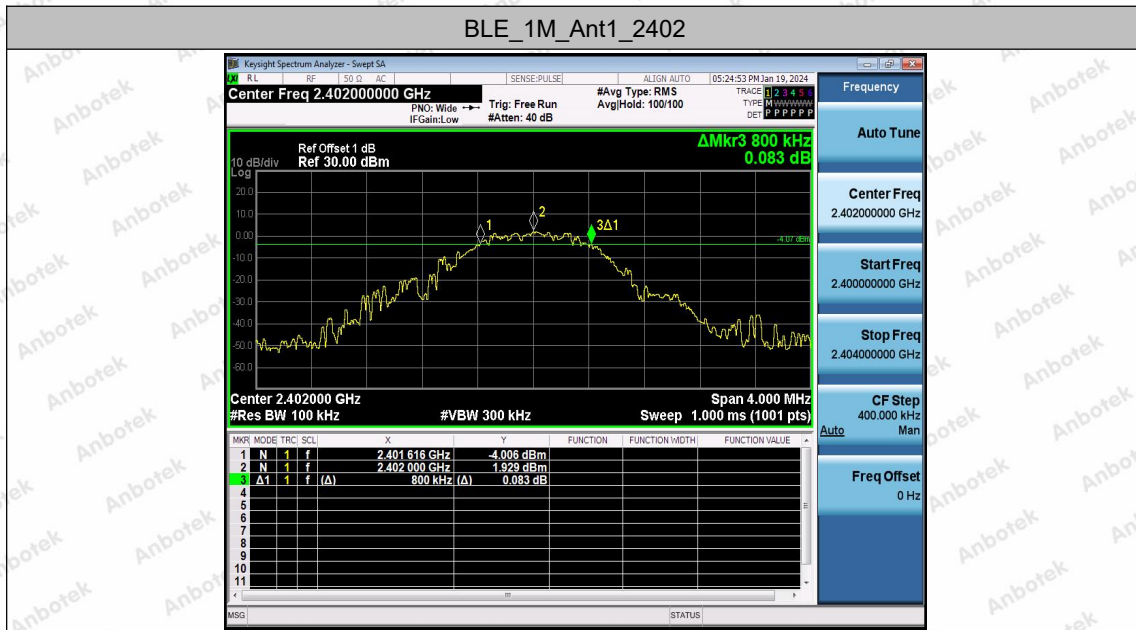 BLE_1M_Ant1_2402
Keysight Spectrum Analyzer - Swept SA
LXI RL RF 50 Ω AC SENSE:PULSE ALIGN AUTO 05:24:53 PM Jan 19, 2024
Center Freq 2.402000000 GHz
PNO: Wide
IFGain:Low
Trig: Free Run
#Atten: 40 dB
#Avg Type: RMS
Avg|Hold: 100/100
TRACE 1 2 3 4 5 6
TYPE MWWWWW
DET P P P P P P
ΔMkr3 800 kHz
0.083 dB
Ref Offset 1 dB
10 dB/div Ref 30.00 dBm
Log
20.0
10.0
0.00
-10.0
-20.0
-30.0
-40.0
-50.0
-60.0
1
2
3Δ1
-4.07 dBm
Center 2.402000 GHz Span 4.000 MHz
#Res BW 100 kHz #VBW 300 kHz Sweep 1.000 ms (1001 pts)
MKR MODE TRC SCL X Y FUNCTION FUNCTION WIDTH FUNCTION VALUE
1 N 1 f 2.401 616 GHz -4.006 dBm
2 N 1 f 2.402 000 GHz 1.929 dBm
3 Δ1 1 f (Δ) 800 kHz (Δ) 0.083 dB
4
5
6
7
8
9
10
11
MSG STATUS
Frequency
Auto Tune
Center Freq
2.402000000 GHz
Start Freq
2.400000000 GHz
Stop Freq
2.404000000 GHz
CF Step
400.000 kHz
Auto Man
Freq Offset
0 Hz
Anbotek